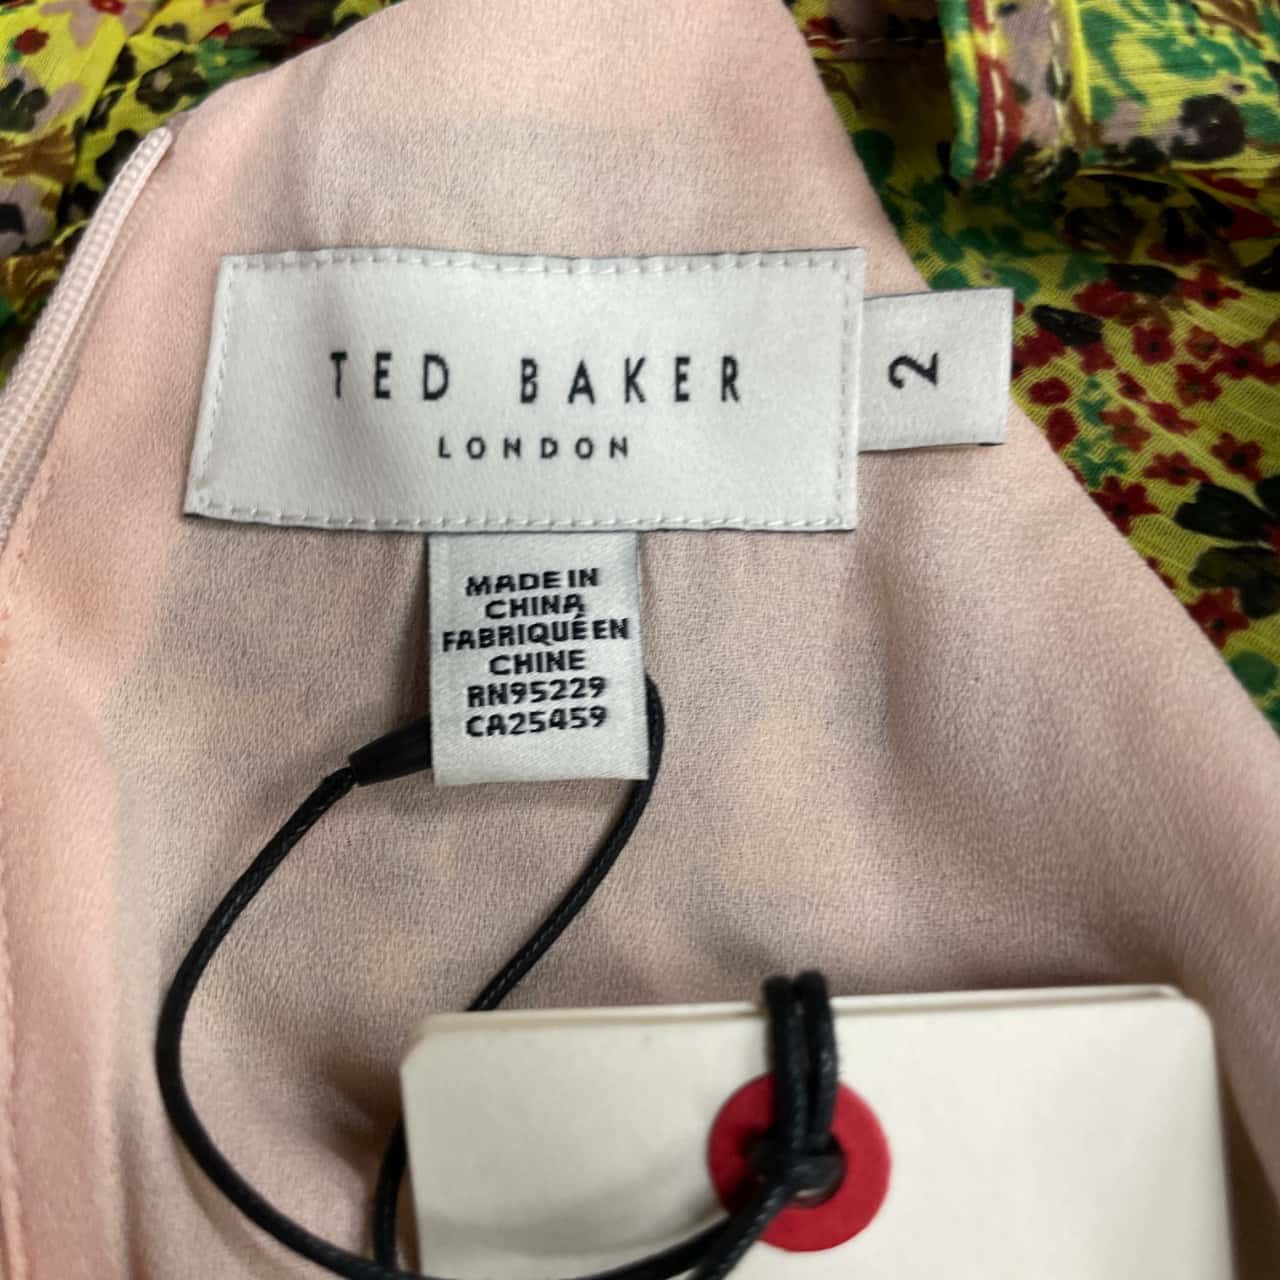 TED BAKER
LONDON
2
MADE IN
CHINA
FABRIQUÉ EN
CHINE
RN95229
CA25459